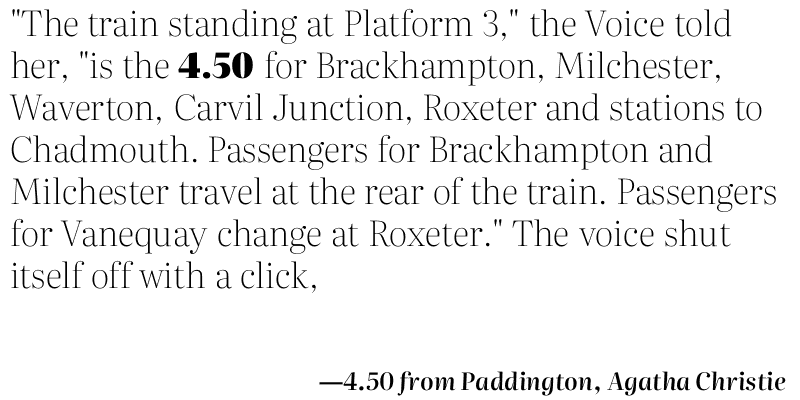 "The train standing at Platform 3," the Voice told
her, "is the 4.50 for Brackhampton, Milchester,
Waverton, Carvil Junction, Roxeter and stations to
Chadmouth. Passengers for Brackhampton and
Milchester travel at the rear of the train. Passengers
for Vanequay change at Roxeter." The voice shut
itself off with a click,
—4.50 from Paddington, Agatha Christie